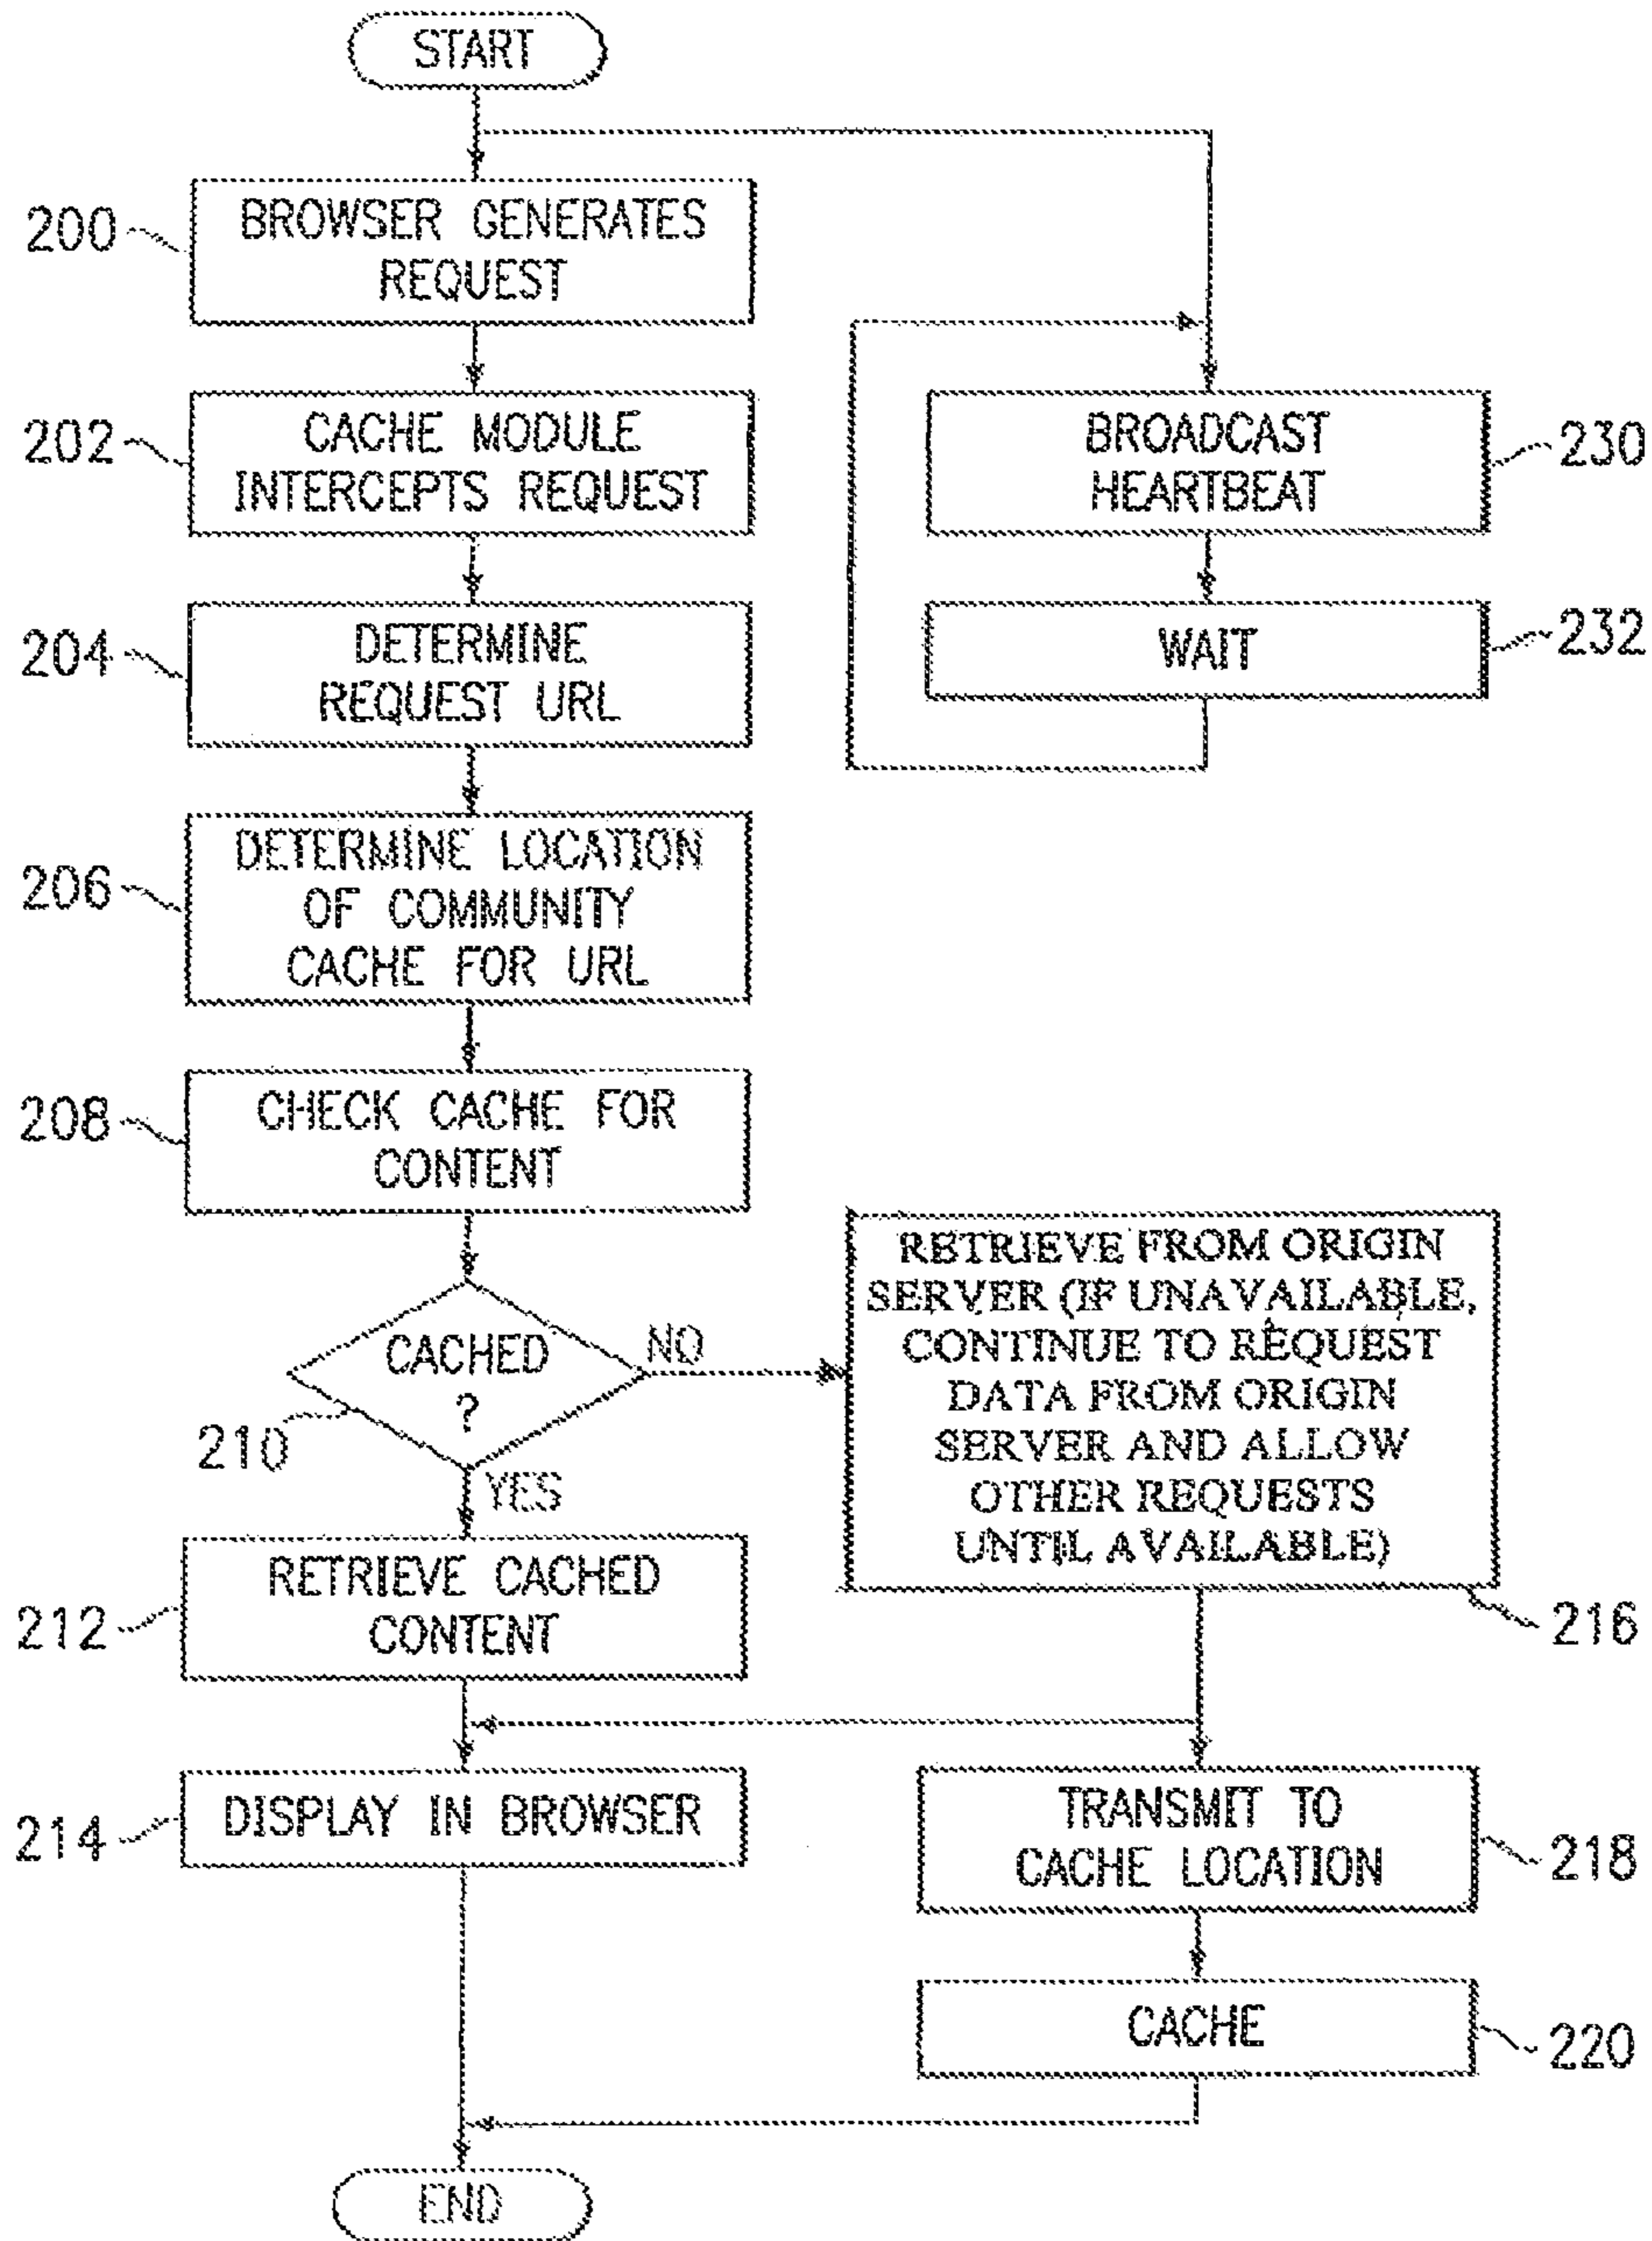 START
200
BROWSER GENERATES
REQUEST
202
CACHE MODULE
INTERCEPTS REQUEST
BROADCAST
HEARTBEAT
230
204
DETERMINE
REQUEST URL
WAIT
232
206
DETERMINE LOCATION
OF COMMUNITY
CACHE FOR URL
208
CHECK CACHE FOR
CONTENT
CACHED
?
210
NO
YES
RETRIEVE FROM ORIGIN
SERVER (IF UNAVAILABLE,
CONTINUE TO REQUEST
DATA FROM ORIGIN
SERVER AND ALLOW
OTHER REQUESTS
UNTIL AVAILABLE)
216
212
RETRIEVE CACHED
CONTENT
214
DISPLAY IN BROWSER
TRANSMIT TO
CACHE LOCATION
218
CACHE
220
END